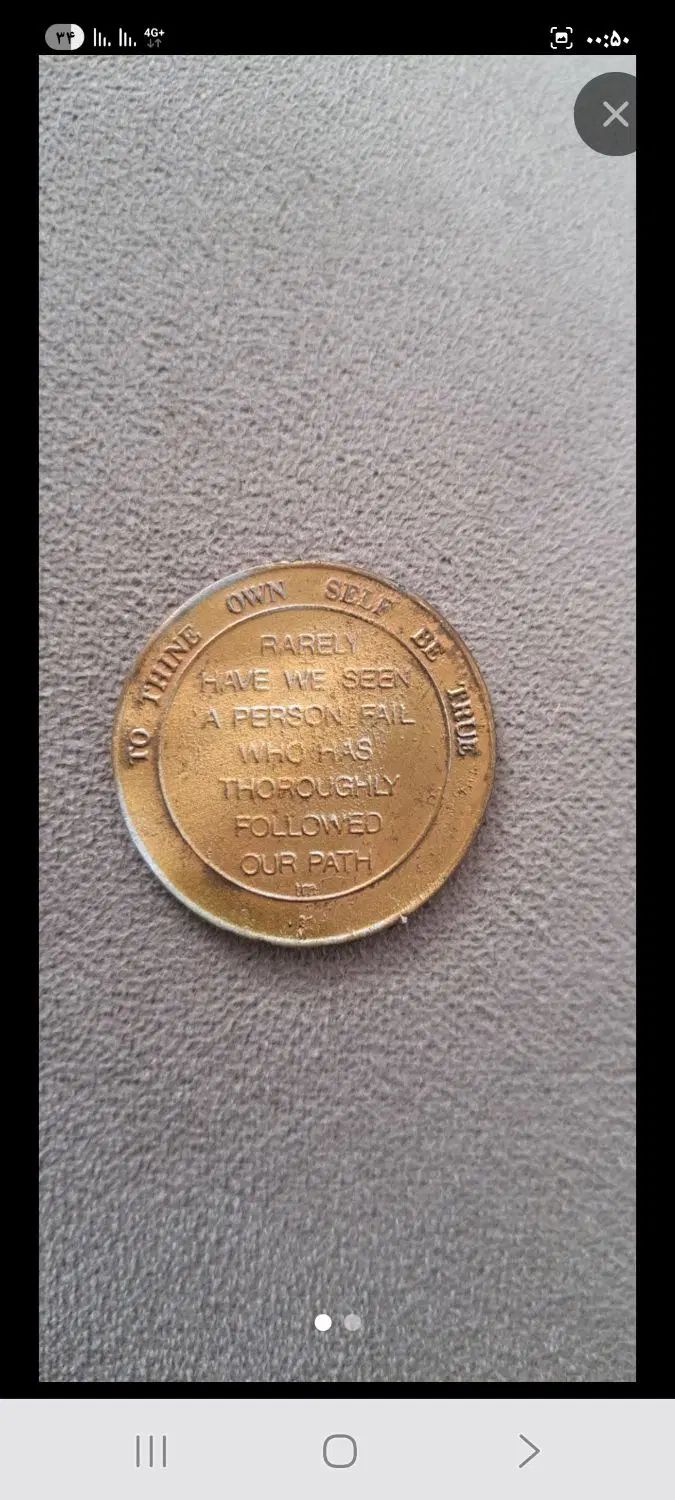 ۳۴
4G+
۰۰:۵۰
TO THINE OWN SELF BE TRUE
RARELY
HAVE WE SEEN
A PERSON FAIL
WHO HAS
THOROUGHLY
FOLLOWED
OUR PATH